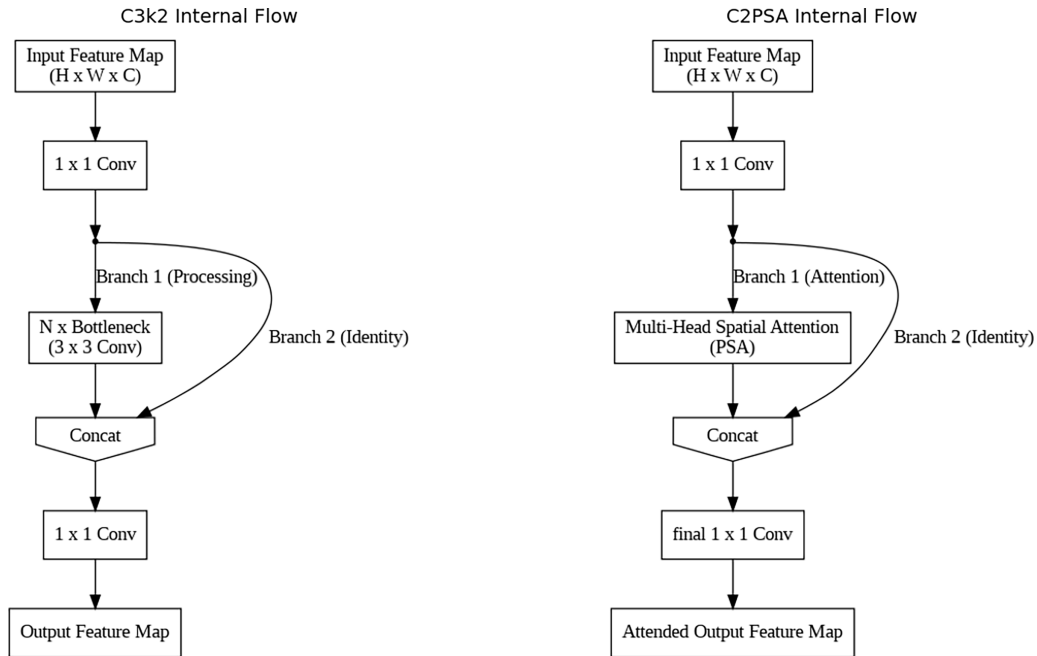 C3k2 Internal Flow
Input Feature Map
(H x W x C)
1 x 1 Conv
Branch 1 (Processing)
N x Bottleneck
(3 x 3 Conv)
Branch 2 (Identity)
Concat
1 x 1 Conv
Output Feature Map
C2PSA Internal Flow
Input Feature Map
(H x W x C)
1 x 1 Conv
Branch 1 (Attention)
Multi-Head Spatial Attention
(PSA)
Branch 2 (Identity)
Concat
final 1 x 1 Conv
Attended Output Feature Map